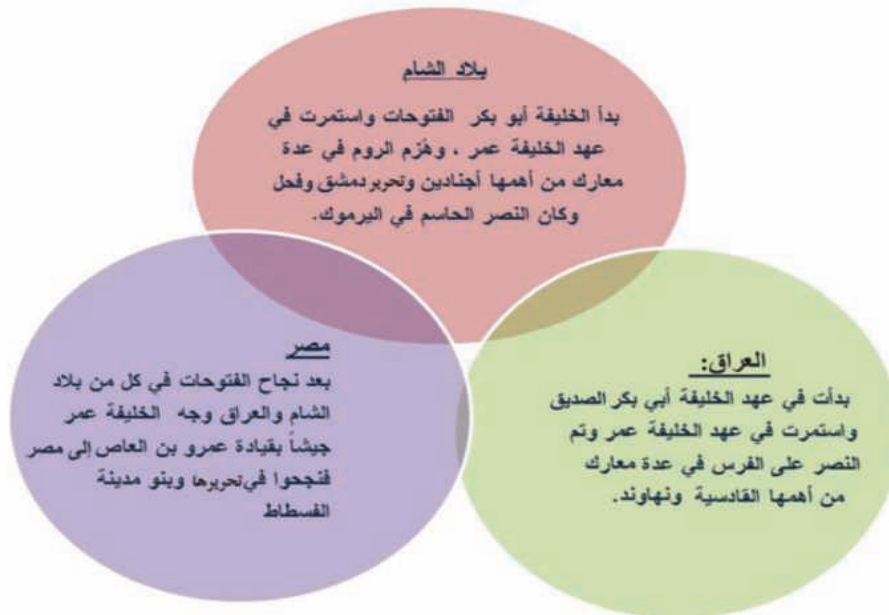 بلاد الشام
بدأ الخليفة أبو بكر الفتوحات واستمرت في
عهد الخليفة عمر ، وهُزم الروم في عدة
معارك من أهمها أجنادين وتحرير دمشق وفحل
وكان النصر الحاسم في اليرموك.
العراق:
بدأت في عهد الخليفة أبي بكر الصديق
واستمرت في عهد الخليفة عمر وتم
النصر على الفرس في عدة معارك
من أهمها القادسية ونهاوند.
مصر
بعد نجاح الفتوحات في كل من بلاد
الشام والعراق وجه الخليفة عمر
جيشاً بقيادة عمرو بن العاص إلى مصر
فنجحوا في تحريرها وبنو مدينة
الفسطاط